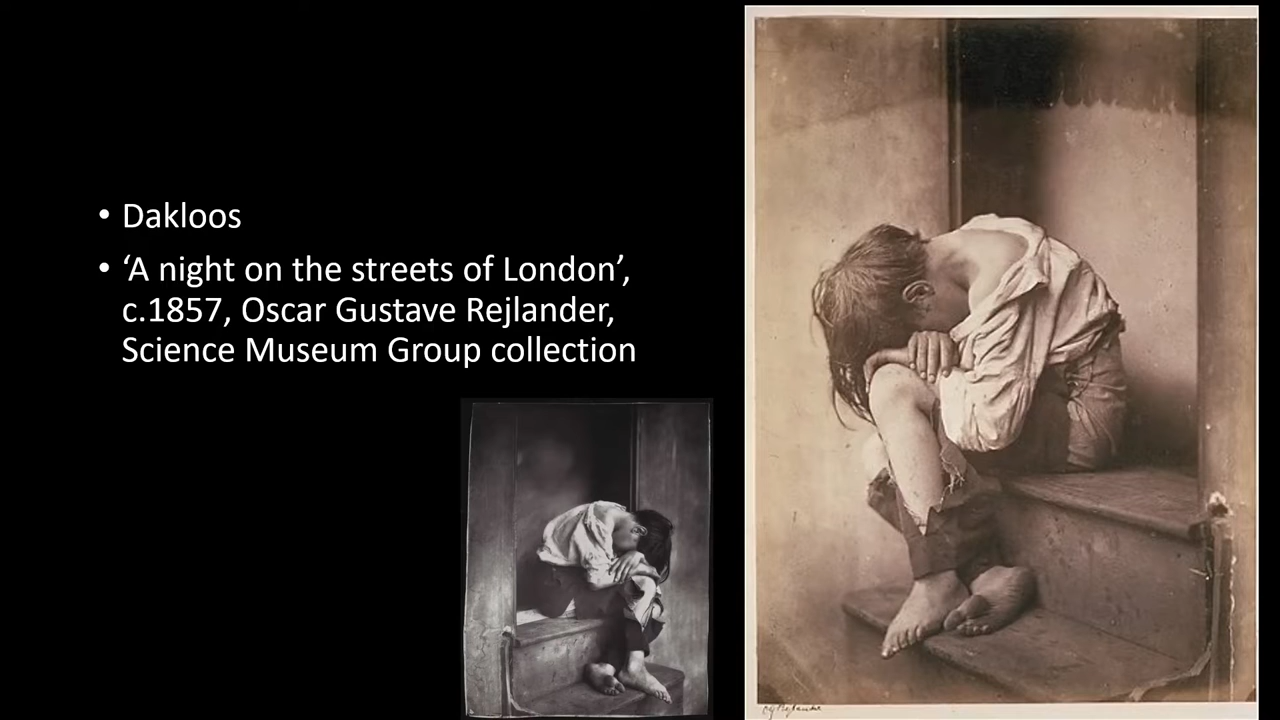 • Dakloos
• ‘A night on the streets of London’,
c.1857, Oscar Gustave Rejlander,
Science Museum Group collection